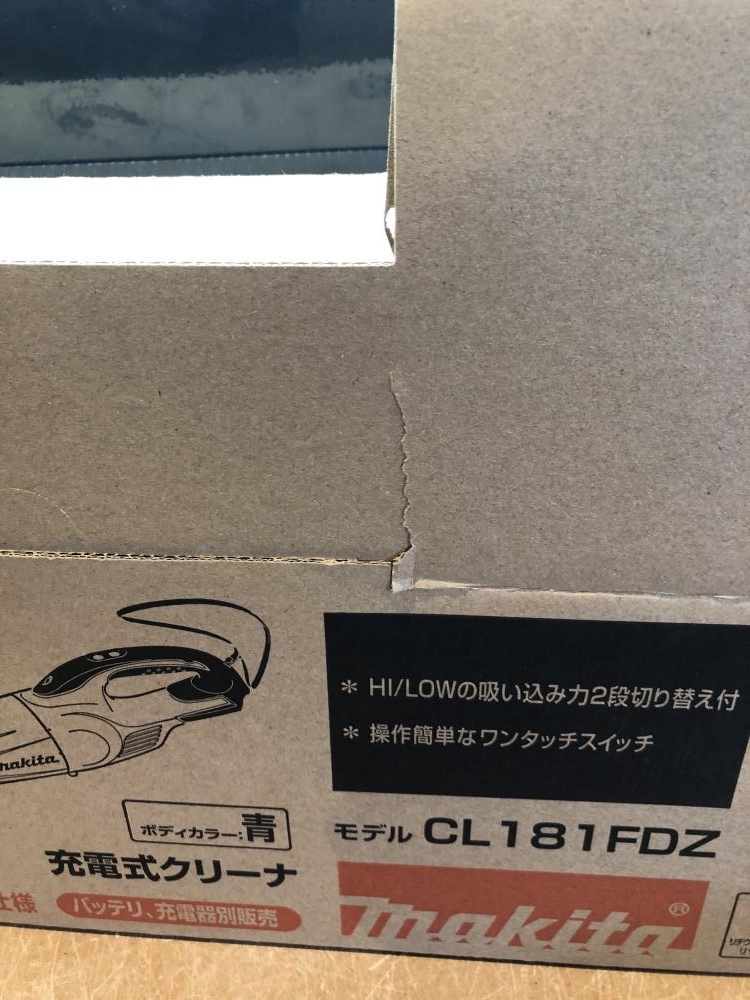 * HI/LOWの吸い込み力2段切り替え付
* 操作簡単なワンタッチスイッチ
makita
ボディカラー:青
モデル CL181FDZ
充電式クリーナ
仕様
バッテリ、充電器別販売
makita®